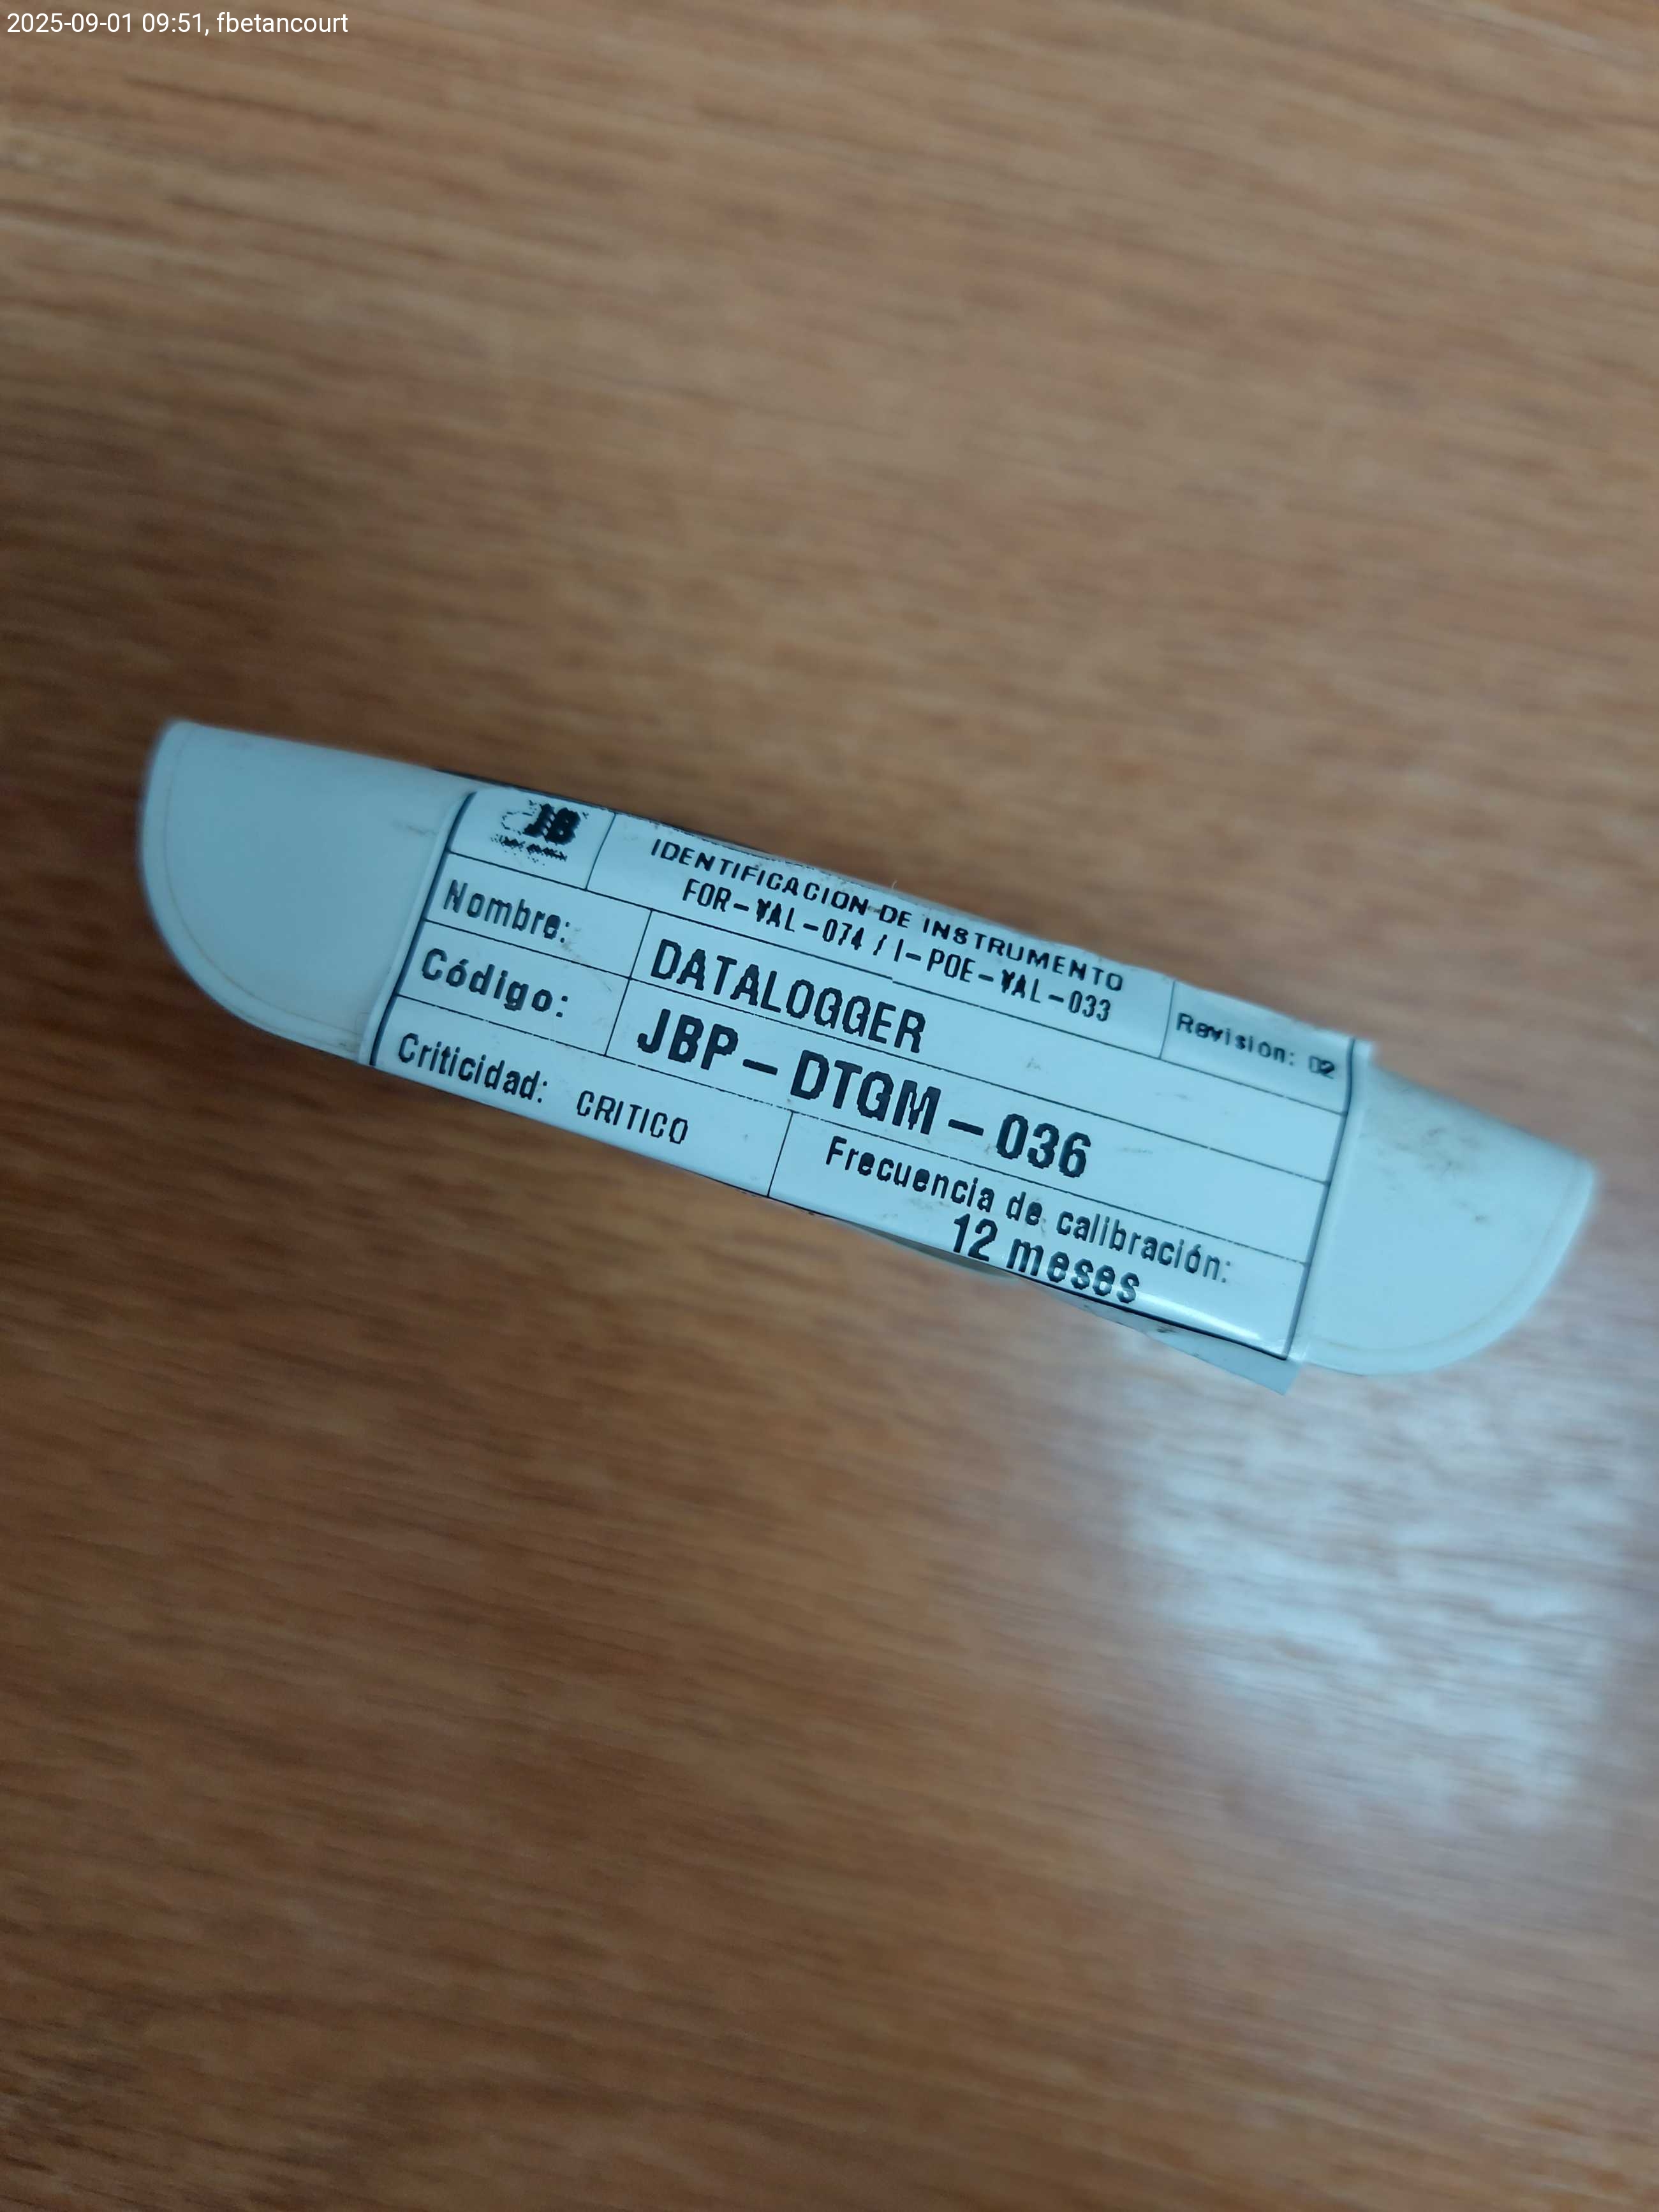 2025-09-01 09:51, fbetancourt
JB
IDENTIFICACION DE INSTRUMENTO
FOR-VAL-074 / I-POE-VAL-033
Revision: 02
Nombre: DATALOGGER
Código: JBP-DTGM-036
Criticidad: CRITICO
Frecuencia de calibración:
12 meses